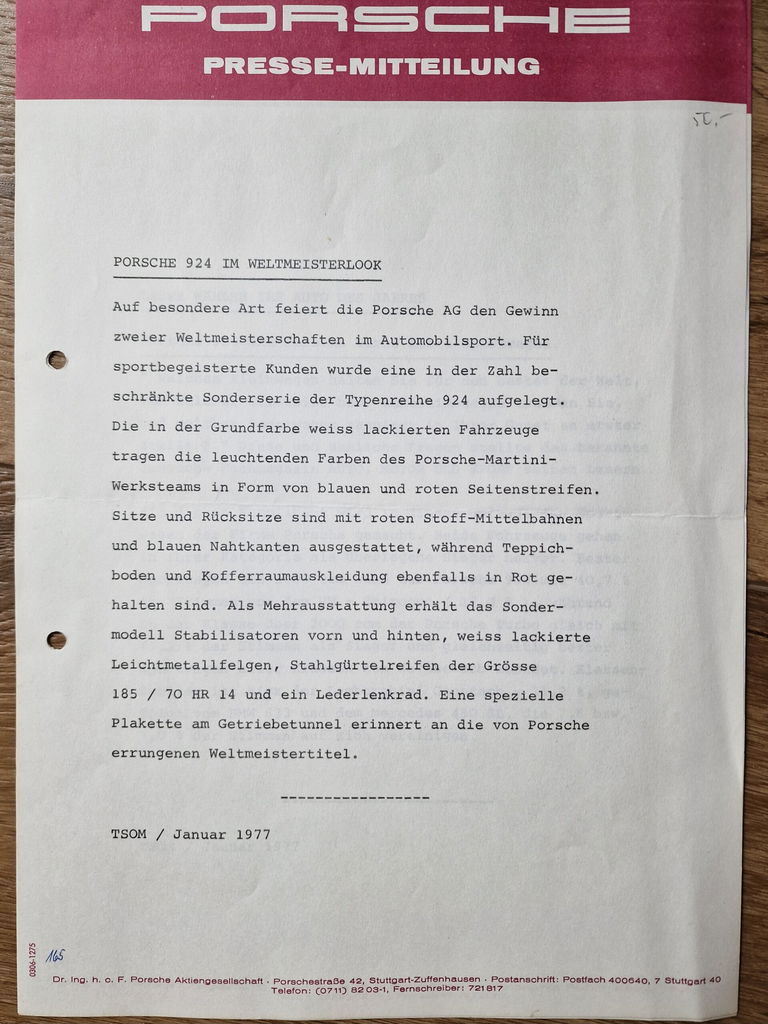 PORSCHE
PRESSE-MITTEILUNG
PORSCHE 924 IM WELTMEISTERLOOK
Auf besondere Art feiert die Porsche AG den Gewinn
zweier Weltmeisterschaften im Automobilsport. Für
sportbegeisterte Kunden wurde eine in der Zahl be-
schränkte Sonderserie der Typenreihe 924 aufgelegt.
Die in der Grundfarbe weiss lackierten Fahrzeuge
tragen die leuchtenden Farben des Porsche-Martini-
Werksteams in Form von blauen und roten Seitenstreifen.
Sitze und Rücksitze sind mit roten Stoff-Mittelbahnen
und blauen Nahtkanten ausgestattet, während Teppich-
boden und Kofferraumauskleidung ebenfalls in Rot ge-
halten sind. Als Mehrausstattung erhält das Sonder-
modell Stabilisatoren vorn und hinten, weiss lackierte
Leichtmetallfelgen, Stahlgürtelreifen der Grösse
185 / 70 HR 14 und ein Lederlenkrad. Eine spezielle
Plakette am Getriebetunnel erinnert an die von Porsche
errungenen Weltmeistertitel.
-----------------
TSOM / Januar 1977
0306-1275
165
Dr. Ing. h. c. F. Porsche Aktiengesellschaft · Porschestraße 42, Stuttgart-Zuffenhausen · Postanschrift: Postfach 400640, 7 Stuttgart 40
Telefon: (0711) 82 03-1, Fernschreiber: 721 817